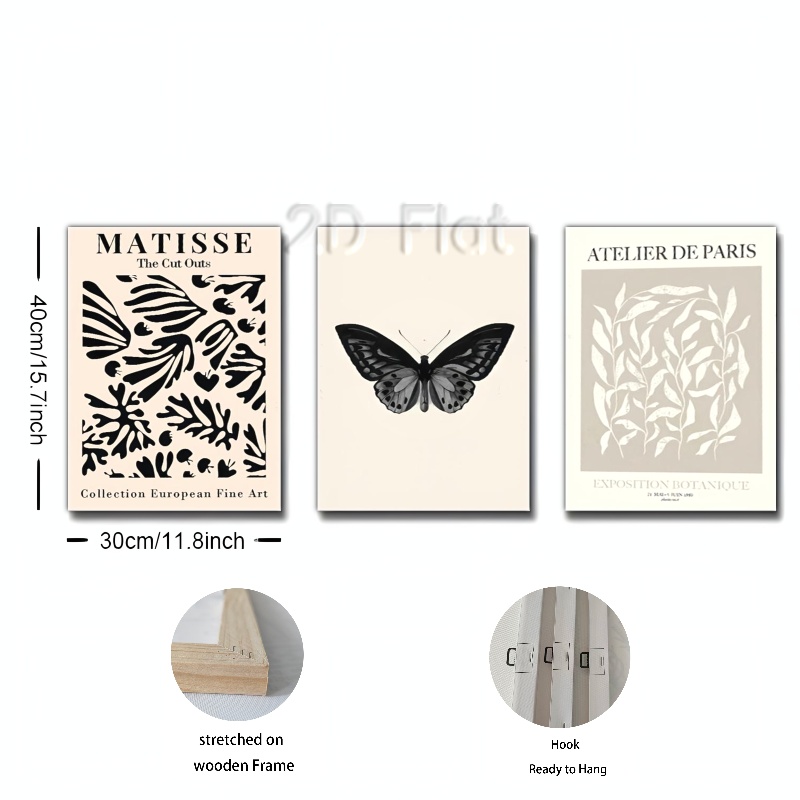 2D Flat
MATISSE
The Cut Outs
Collection European Fine Art
ATELIER DE PARIS
EXPOSITION BOTANIQUE
40cm/15.7inch
30cm/11.8inch
stretched on
wooden Frame
Hook
Ready to Hang